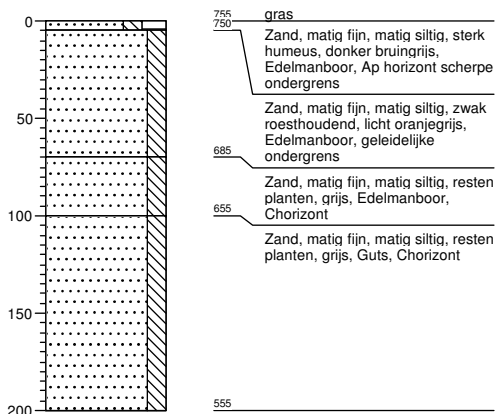 0
50
100
150
200
755
gras
750
Zand, matig fijn, matig siltig, sterk
humeus, donker bruingrijs,
Edelmanboor, Ap horizont scherpe
ondergrens
Zand, matig fijn, matig siltig, zwak
roesthoudend, licht oranjegrijs,
Edelmanboor, geleidelijke
ondergrens
685
Zand, matig fijn, matig siltig, resten
planten, grijs, Edelmanboor,
Chorizont
655
Zand, matig fijn, matig siltig, resten
planten, grijs, Guts, Chorizont
555